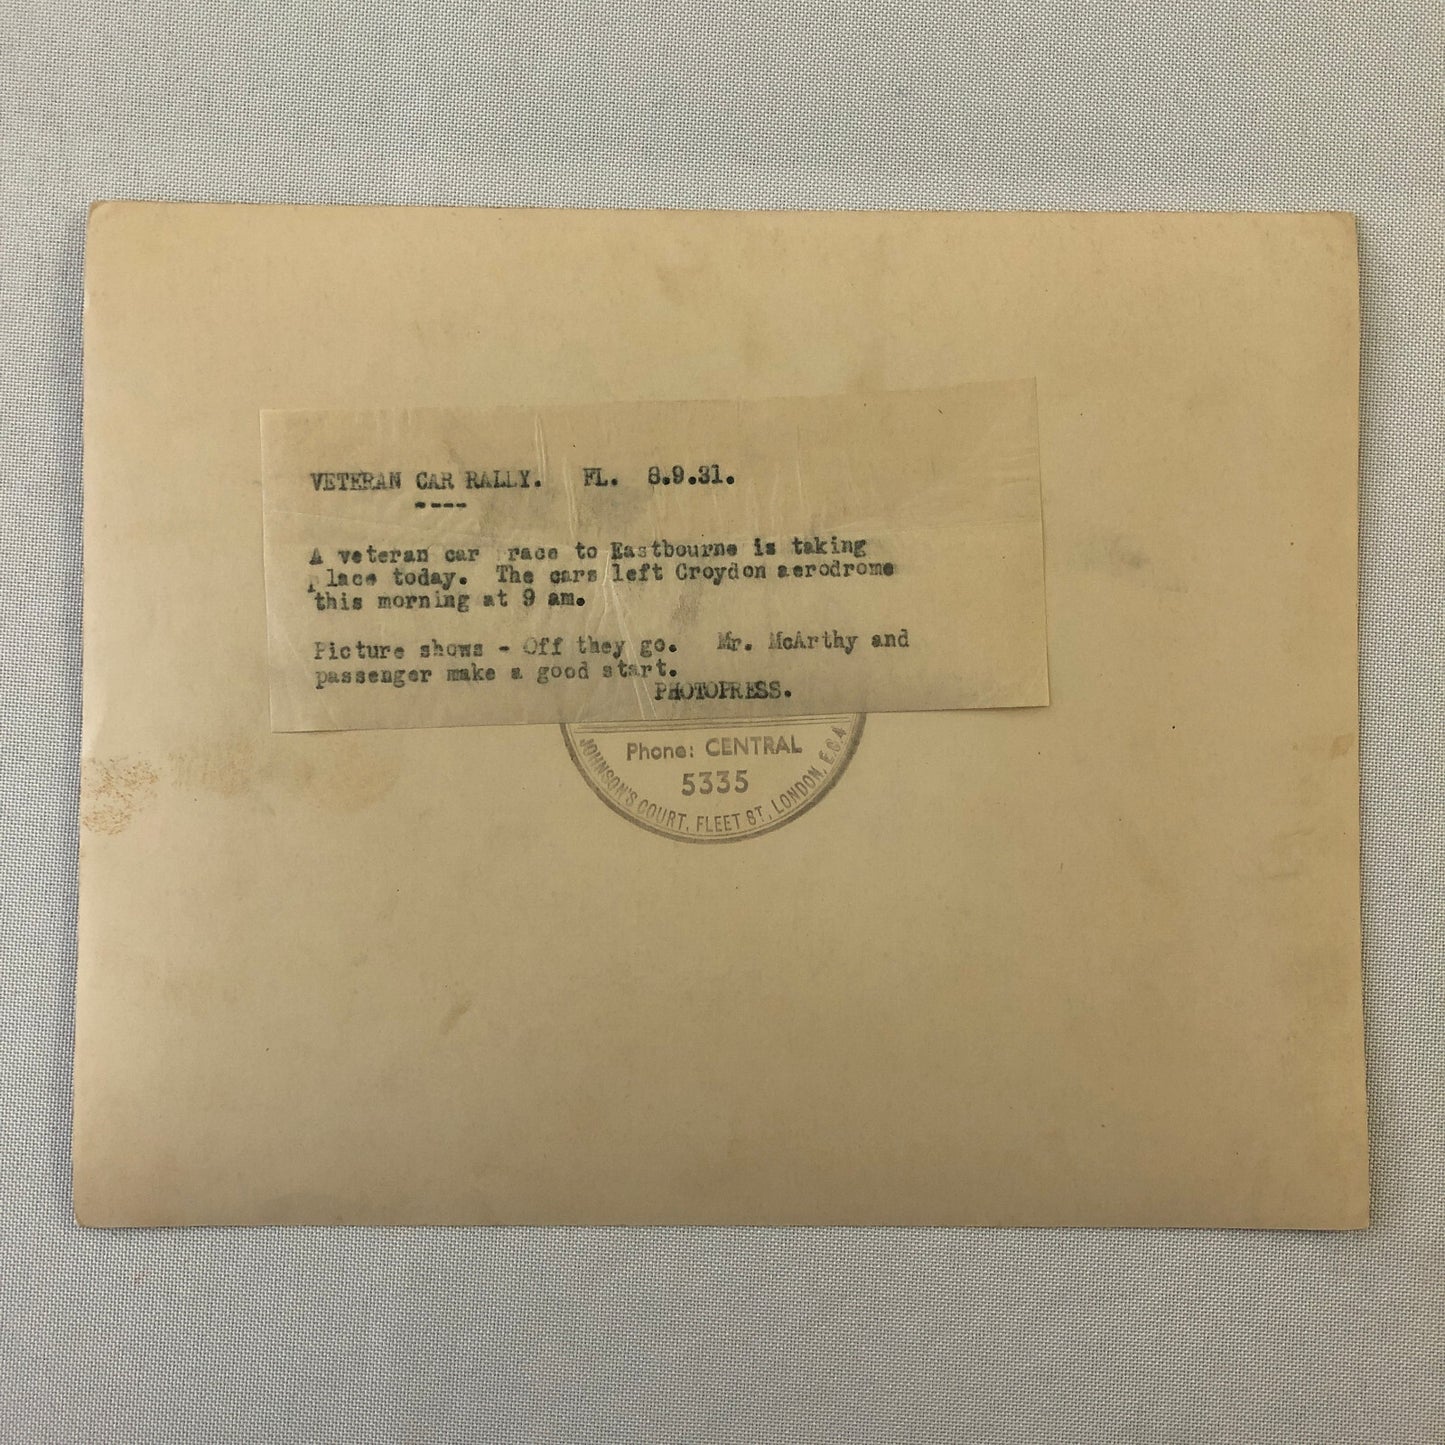 VETERAN CAR RALLY. FL. 8.9.31.
----
A veteran car race to Eastbourne is taking
place today. The cars left Croydon aerodrome
this morning at 9 am.
Picture shows - Off they go. Mr. McArthy and
passenger make a good start.
PHOTOPRESS.
Phone: CENTRAL
5335
JOHNSON'S COURT, FLEET ST, LONDON, E.C.4